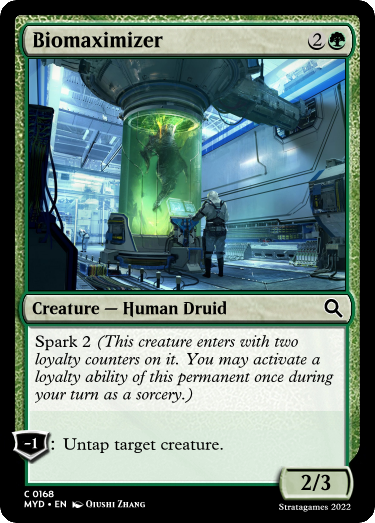 Biomaximizer 2
Creature — Human Druid
Spark 2 (This creature enters with two
loyalty counters on it. You may activate a
loyalty ability of this permanent once during
your turn as a sorcery.)
-1: Untap target creature.
2/3
C 0168
MYD • EN Qiushi Zhang
Stratagames 2022